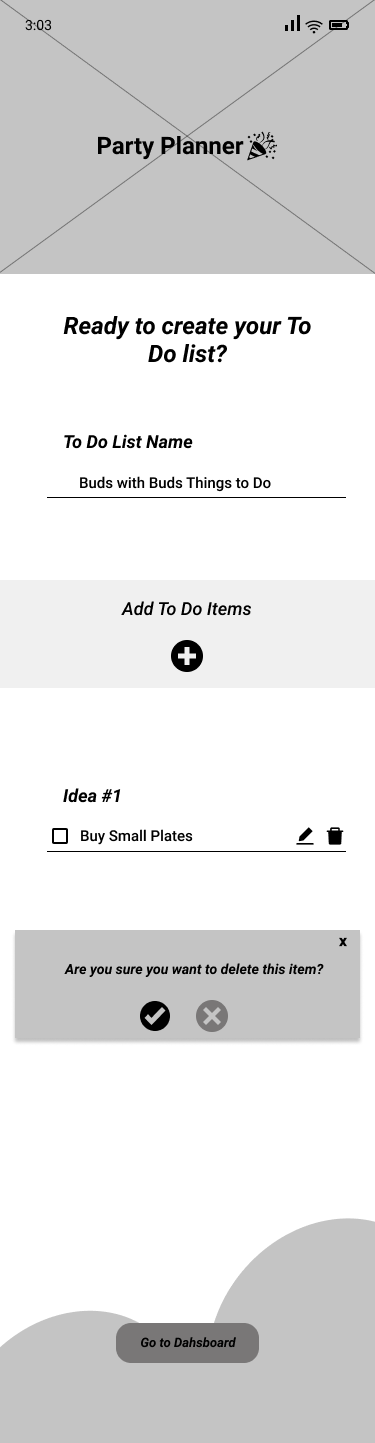 3:03
Party Planner
Ready to create your To
Do list?
To Do List Name
Buds with Buds Things to Do
Add To Do Items
Idea #1
Buy Small Plates
x
Are you sure you want to delete this item?
Go to Dahsboard